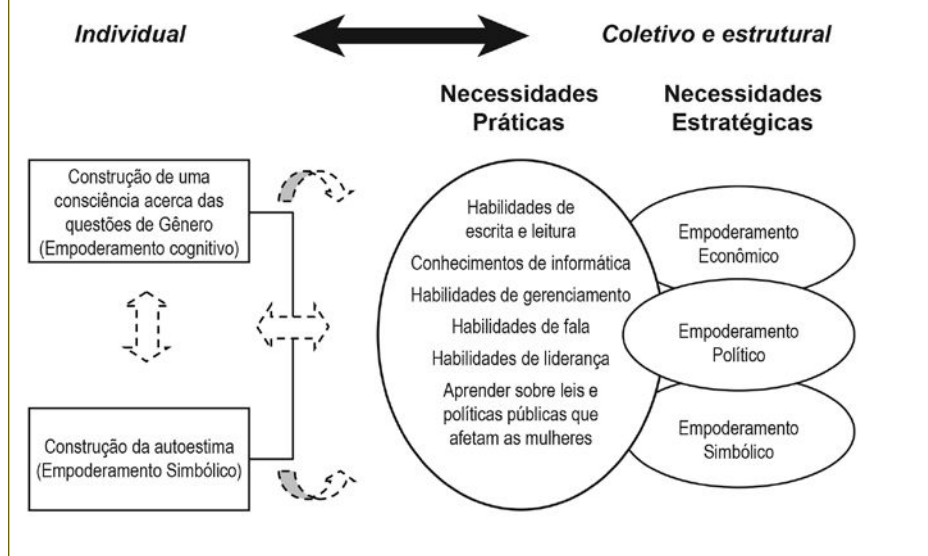 Individual
Coletivo e estrutural
Necessidades
Práticas
Necessidades
Estratégicas
Construção de uma
consciência acerca das
questões de Gênero
(Empoderamento cognitivo)
Construção da autoestima
(Empoderamento Simbólico)
Habilidades de
escrita e leitura
Conhecimentos de informática
Habilidades de gerenciamento
Habilidades de fala
Habilidades de liderança
Aprender sobre leis e
políticas públicas que
afetam as mulheres
Empoderamento
Econômico
Empoderamento
Político
Empoderamento
Simbólico